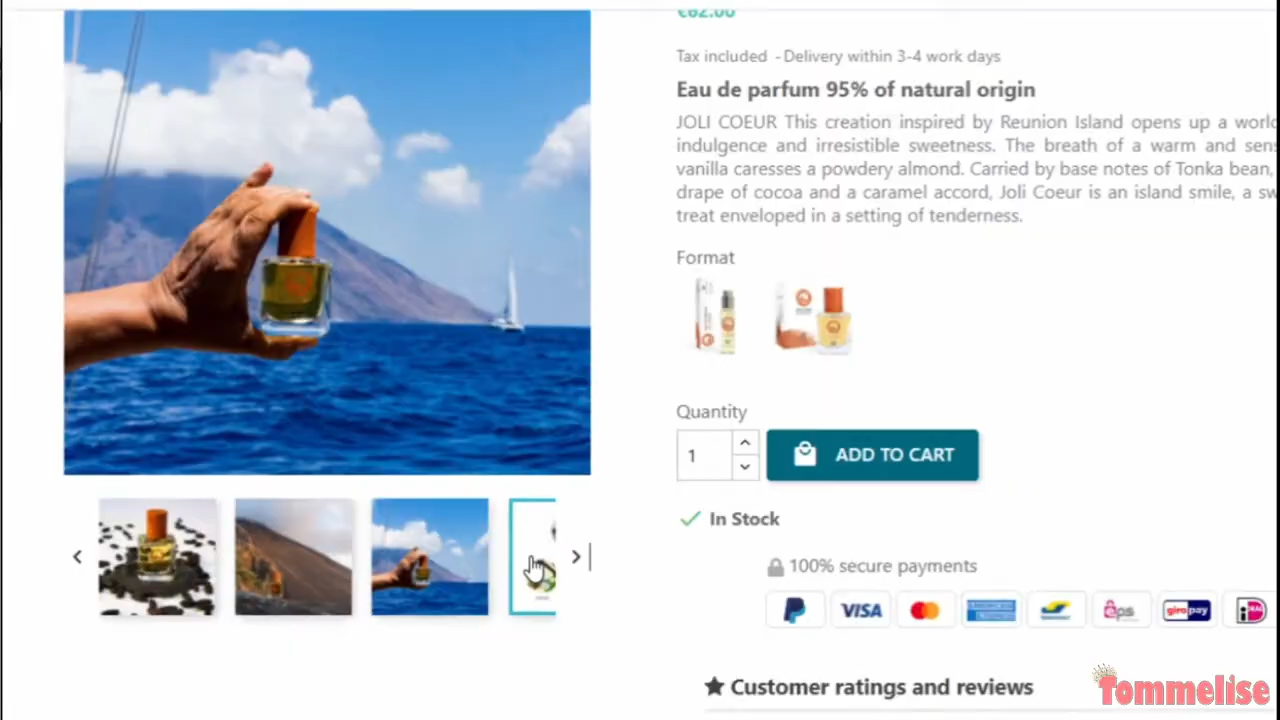 €62.00
Tax included - Delivery within 3-4 work days
Eau de parfum 95% of natural origin
JOLI COEUR This creation inspired by Reunion Island opens up a world
indulgence and irresistible sweetness. The breath of a warm and sens
vanilla caresses a powdery almond. Carried by base notes of Tonka bean,
drape of cocoa and a caramel accord, Joli Coeur is an island smile, a sw
treat enveloped in a setting of tenderness.
Format
Quantity
1
ADD TO CART
In Stock
100% secure payments
VISA
eps
giropay
Customer ratings and reviews
Tommelise